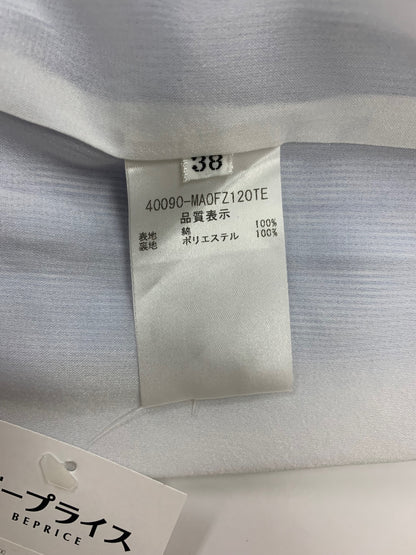 38
40090-MAOFZ120TE
品質表示
表地 綿 100%
裏地 ポリエステル 100%
ープライス
BEPRICE